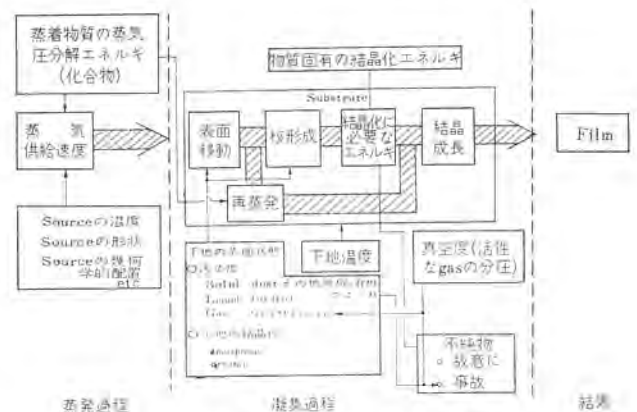 蒸着物質の蒸気
圧分解エネルギ
(化合物)
物質固有の結晶化エネルギ
Substrate
蒸気
供給速度
表面
移動
核形成
結晶化に
必要な
エネルギ
結晶
成長
Film
再蒸発
Sourceの温度
Sourceの形状
Sourceの幾何
学的配置
etc
下地の表面状態
下地温度
真空度(活性
なgasの分圧)
Solid
Gas
不純物
○ 故意に
○ 事故
蒸発過程
凝集過程
結果